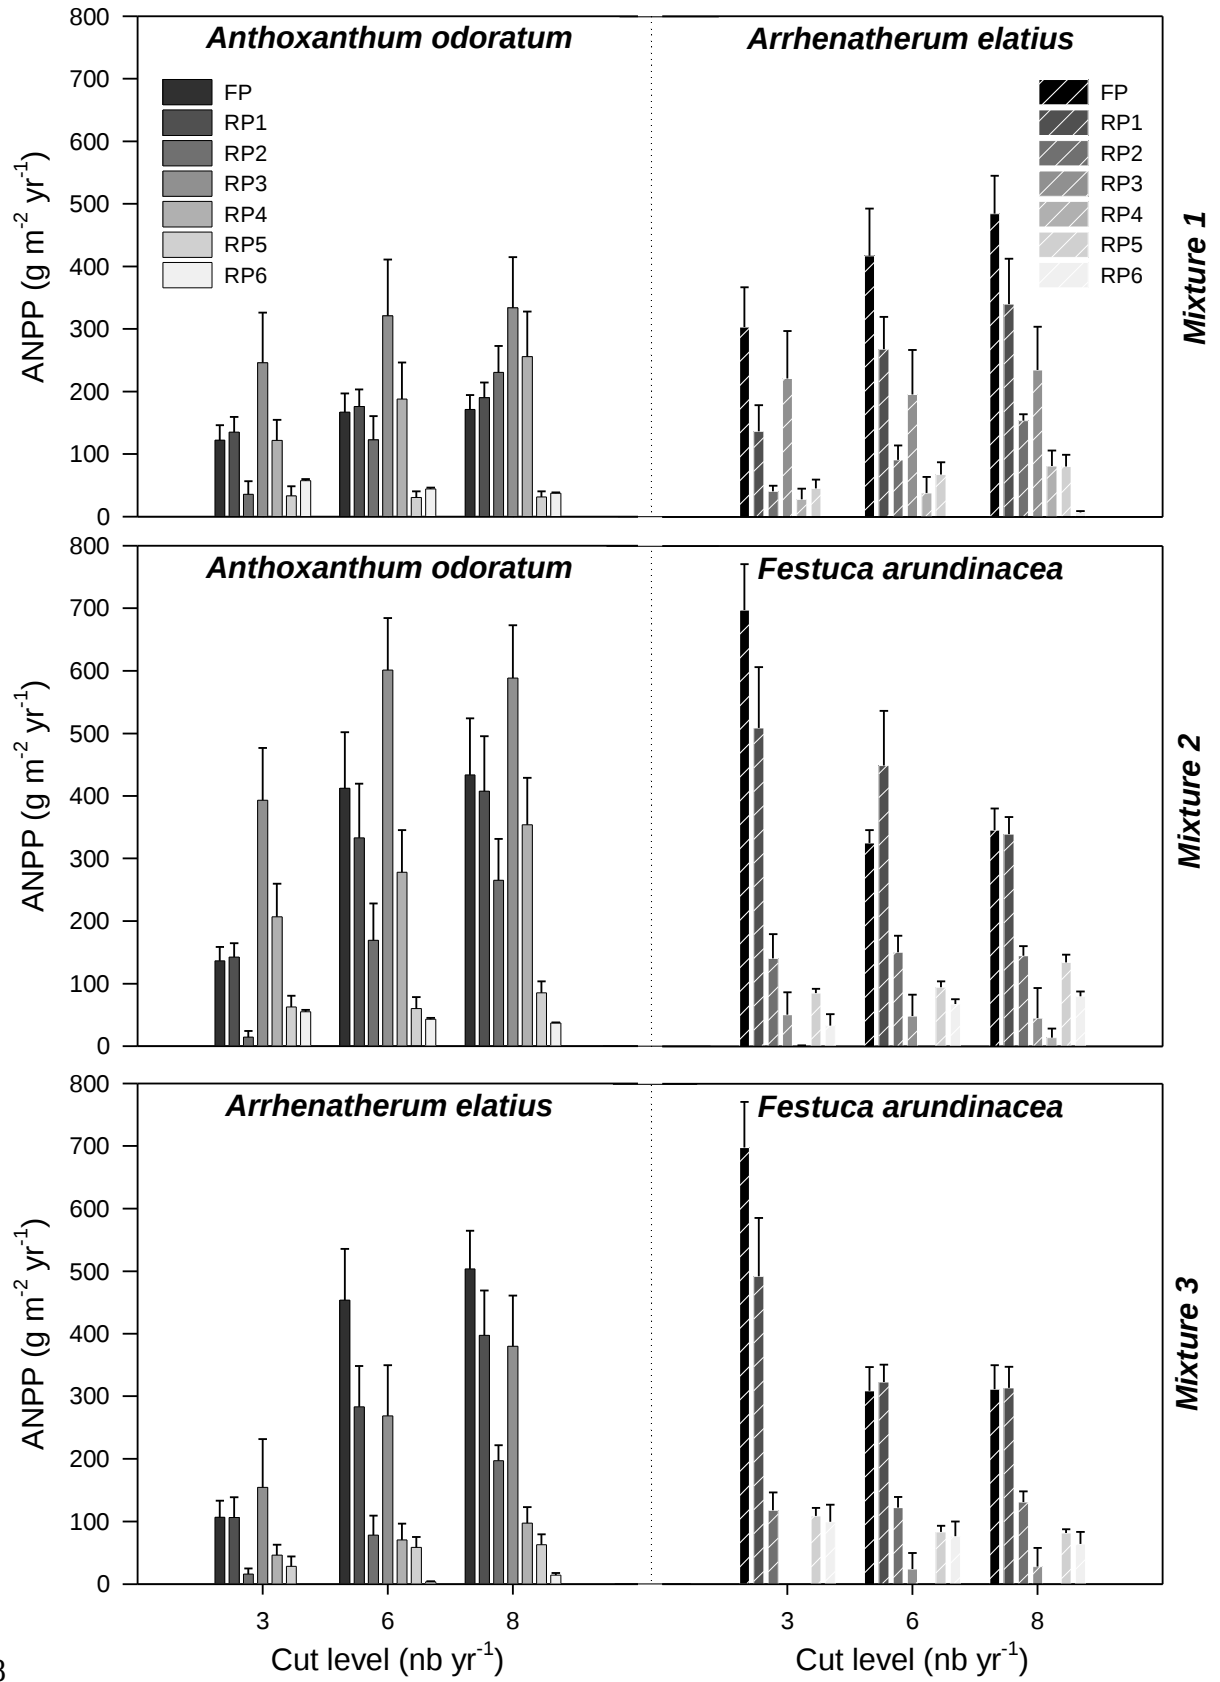 Anthoxanthum odoratum
Arrhenatherum elatius
800
700
600
500
400
300
200
100
0
ANPP (g m-2 yr-1)
FP
RP1
RP2
RP3
RP4
RP5
RP6
FP
RP1
RP2
RP3
RP4
RP5
RP6
Mixture 1
Anthoxanthum odoratum
Festuca arundinacea
800
700
600
500
400
300
200
100
0
ANPP (g m-2 yr-1)
Mixture 2
Arrhenatherum elatius
Festuca arundinacea
800
700
600
500
400
300
200
100
0
ANPP (g m-2 yr-1)
Mixture 3
3 6 8
3 6 8
Cut level (nb yr-1)
Cut level (nb yr-1)